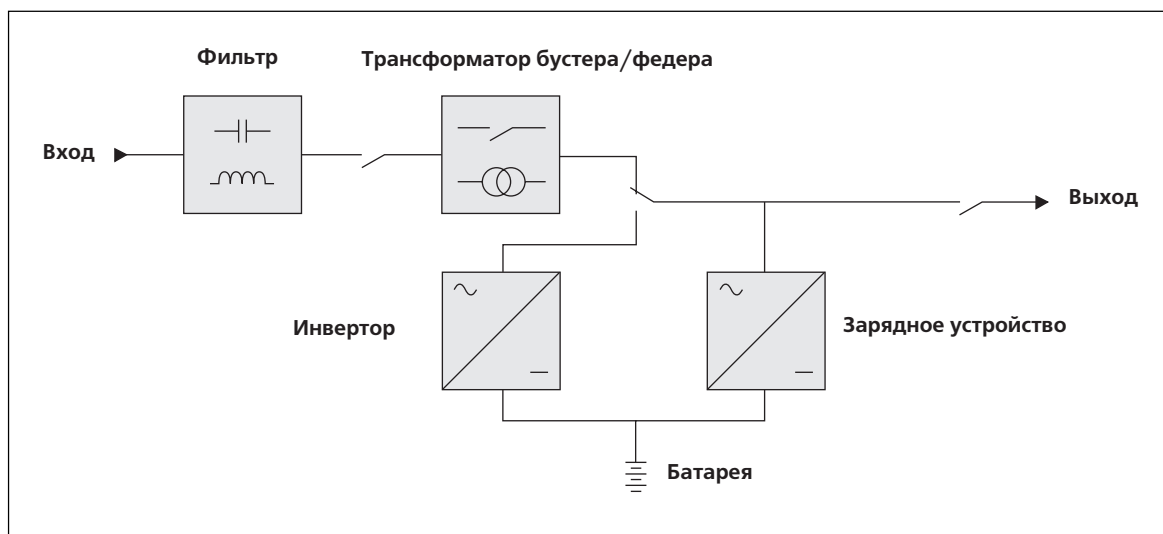 Фильтр
Трансформатор бустера/федера
Вход
Выход
Инвертор
Зарядное устройство
Батарея